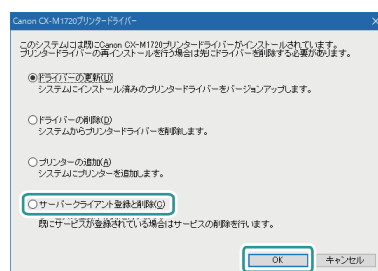 Canon CX-M1720プリンタードライバー
このシステムには既にCanon CX-M1720プリンタードライバーがインストールされています。
プリンタードライバーの再インストールを行う場合は先にドライバーを削除する必要があります。
ドライバーの更新(U)
システムにインストール済みのプリンタードライバーをバージョンアップします。
ドライバーの削除(D)
システムからプリンタードライバーを削除します。
プリンターの追加(A)
システムにプリンターを追加します。
サーバークライアント登録と削除(C)
既にサービスが登録されている場合はサービスの削除を行います。
OK キャンセル